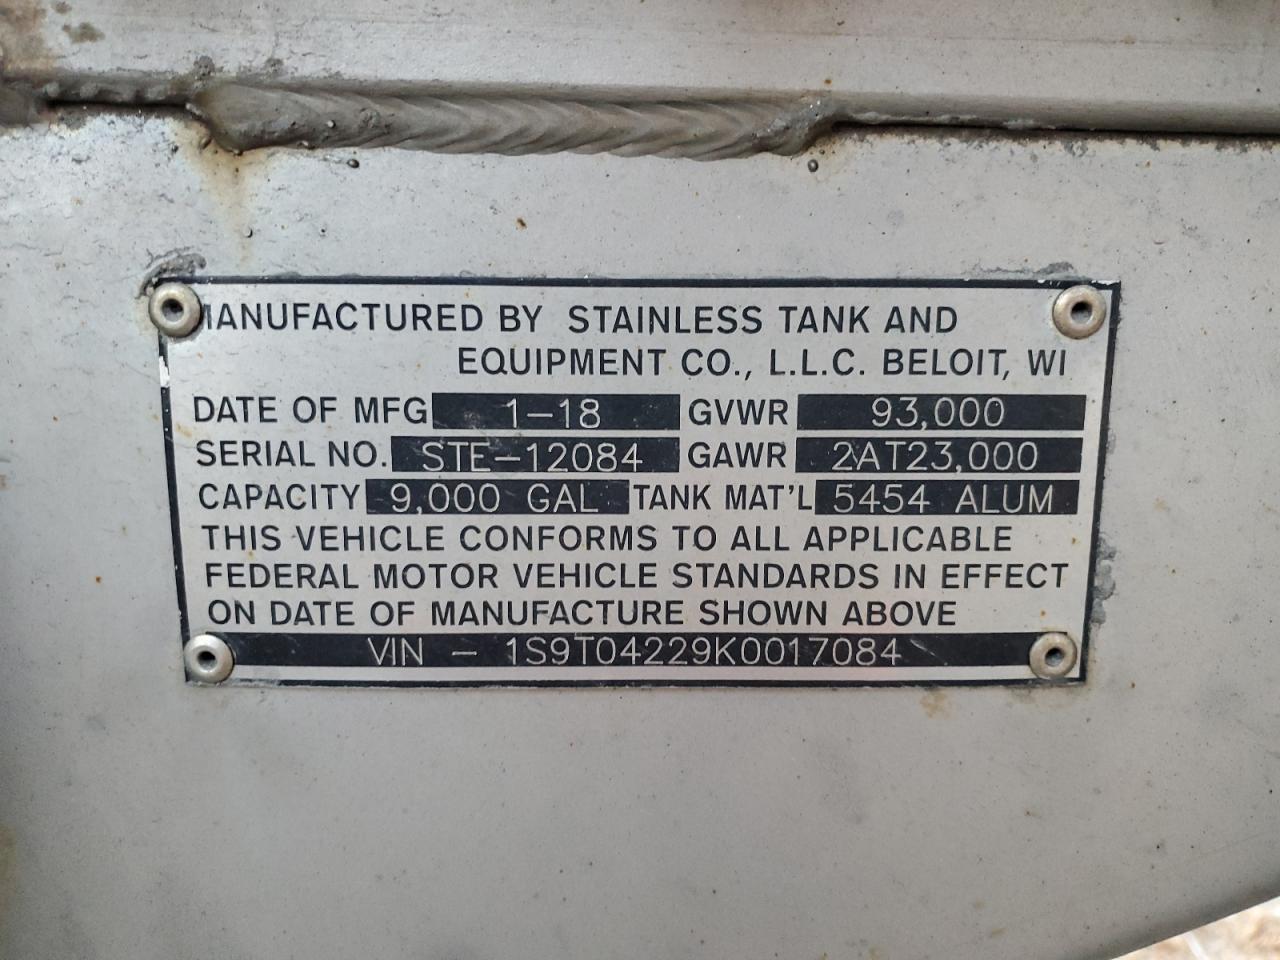 MANUFACTURED BY STAINLESS TANK AND
EQUIPMENT CO., L.L.C. BELOIT, WI
DATE OF MFG 1-18 GVWR 93,000
SERIAL NO. STE-12084 GAWR 2AT23,000
CAPACITY 9,000 GAL TANK MAT'L 5454 ALUM
THIS VEHICLE CONFORMS TO ALL APPLICABLE
FEDERAL MOTOR VEHICLE STANDARDS IN EFFECT
ON DATE OF MANUFACTURE SHOWN ABOVE
VIN - 1S9T04229K0017084